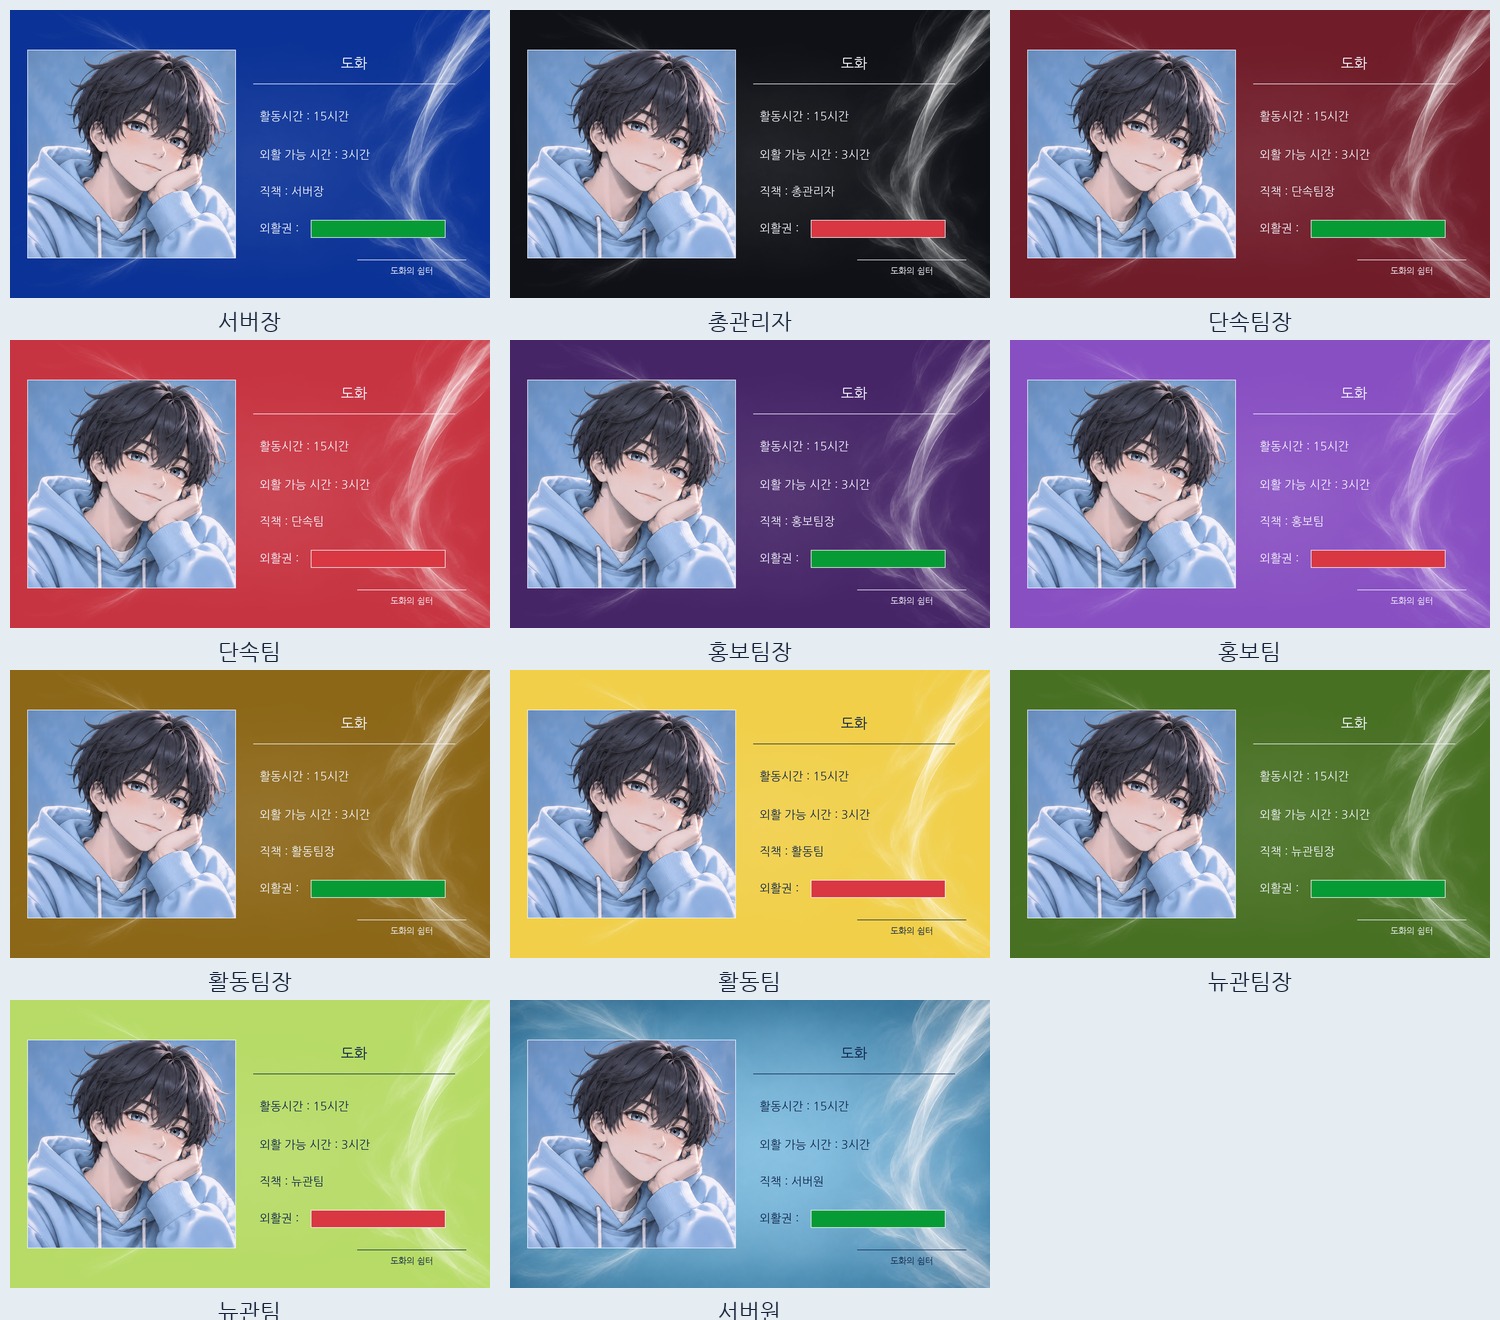 도화
활동시간 : 15시간
외활 가능 시간 : 3시간
직책 : 서버장
외활권 :
도화의 쉼터
서버장
도화
활동시간 : 15시간
외활 가능 시간 : 3시간
직책 : 총관리자
외활권 :
도화의 쉼터
총관리자
도화
활동시간 : 15시간
외활 가능 시간 : 3시간
직책 : 단속팀장
외활권 :
도화의 쉼터
단속팀장
도화
활동시간 : 15시간
외활 가능 시간 : 3시간
직책 : 단속팀
외활권 :
도화의 쉼터
단속팀
도화
활동시간 : 15시간
외활 가능 시간 : 3시간
직책 : 홍보팀장
외활권 :
도화의 쉼터
홍보팀장
도화
활동시간 : 15시간
외활 가능 시간 : 3시간
직책 : 홍보팀
외활권 :
도화의 쉼터
홍보팀
도화
활동시간 : 15시간
외활 가능 시간 : 3시간
직책 : 활동팀장
외활권 :
도화의 쉼터
활동팀장
도화
활동시간 : 15시간
외활 가능 시간 : 3시간
직책 : 활동팀
외활권 :
도화의 쉼터
활동팀
도화
활동시간 : 15시간
외활 가능 시간 : 3시간
직책 : 뉴관팀장
외활권 :
도화의 쉼터
뉴관팀장
도화
활동시간 : 15시간
외활 가능 시간 : 3시간
직책 : 뉴관팀
외활권 :
도화의 쉼터
뉴관팀
도화
활동시간 : 15시간
외활 가능 시간 : 3시간
직책 : 서버원
외활권 :
도화의 쉼터
서버원